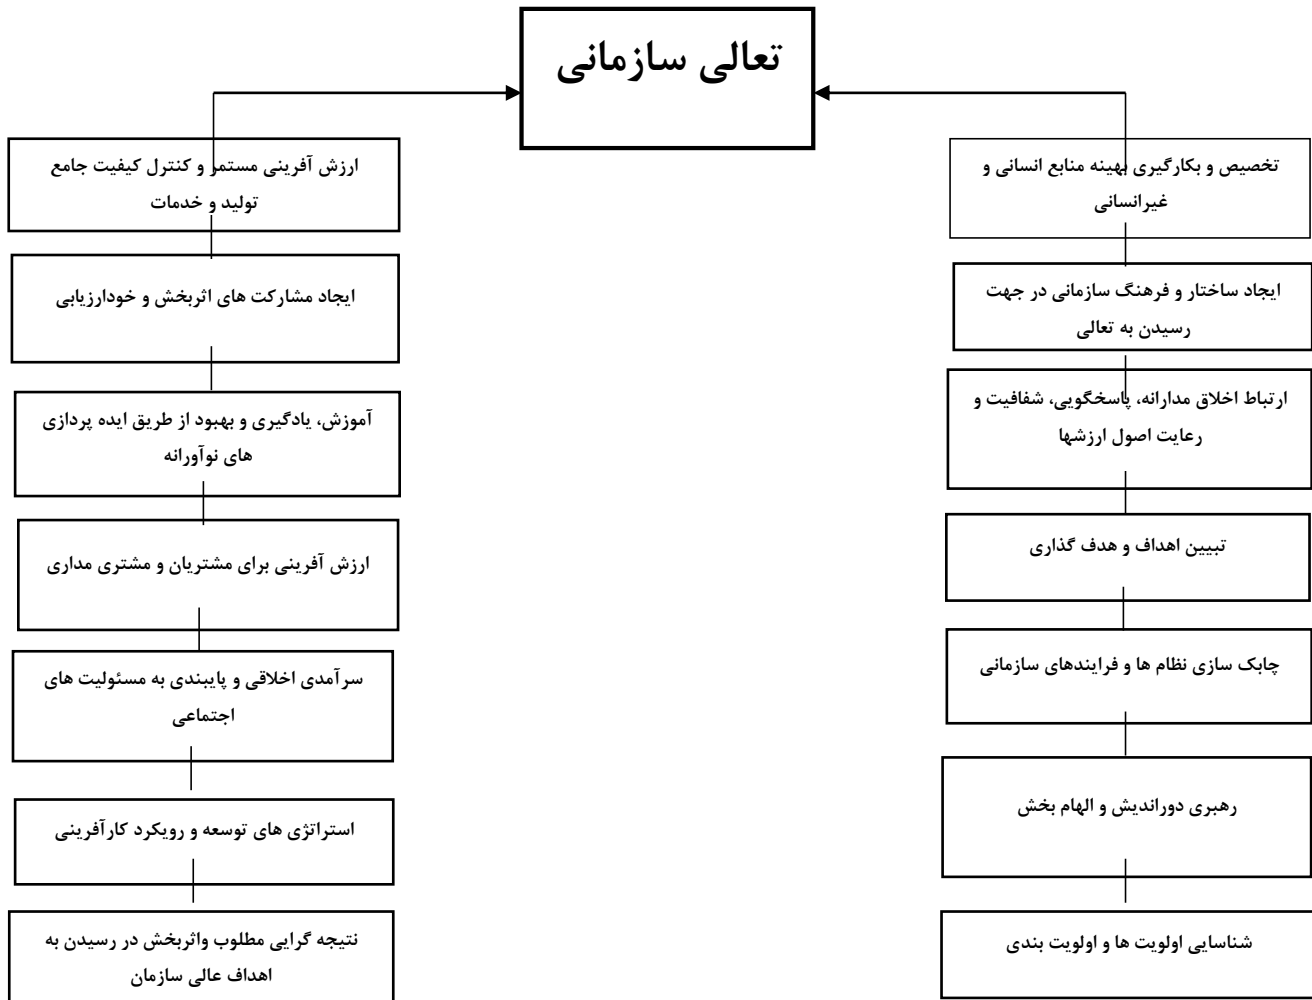 تعالی سازمانی
تخصیص و بکارگیری بهینه منابع انسانی و
غیرانسانی
ایجاد ساختار و فرهنگ سازمانی در جهت
رسیدن به تعالی
ارتباط اخلاق مدارانه، پاسخگویی، شفافیت و
رعایت اصول ارزشها
تبیین اهداف و هدف گذاری
چابک سازی نظام ها و فرایندهای سازمانی
رهبری دوراندیش و الهام بخش
شناسایی اولویت ها و اولویت بندی
ارزش آفرینی مستمر و کنترل کیفیت جامع
تولید و خدمات
ایجاد مشارکت های اثربخش و خودارزیابی
آموزش، یادگیری و بهبود از طریق ایده پردازی
های نوآورانه
ارزش آفرینی برای مشتریان و مشتری مداری
سرآمدی اخلاقی و پایبندی به مسئولیت های
اجتماعی
استراتژی های توسعه و رویکرد کارآفرینی
نتیجه گرایی مطلوب واثربخش در رسیدن به
اهداف عالی سازمان